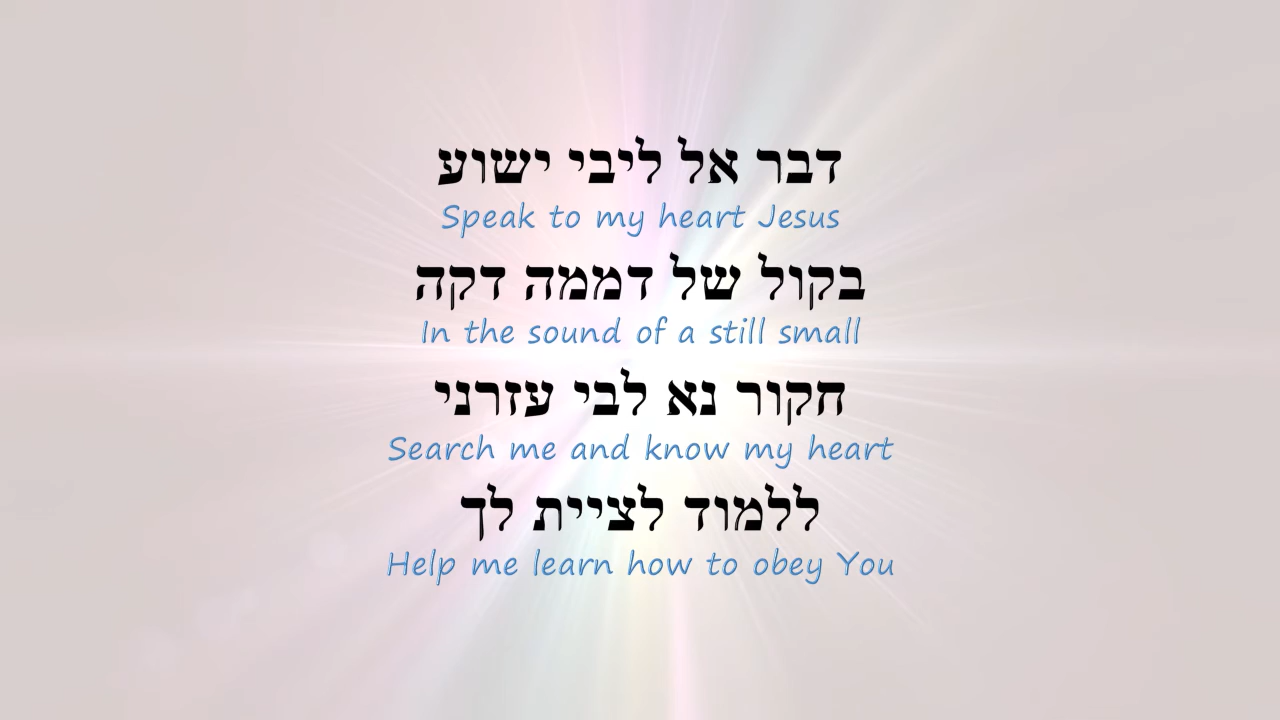 דבר אל ליבי ישוע
Speak to my heart Jesus
בקול של דממה דקה
In the sound of a still small
חקור נא לבי עזרני
Search me and know my heart
ללמוד לציית לך
Help me learn how to obey You